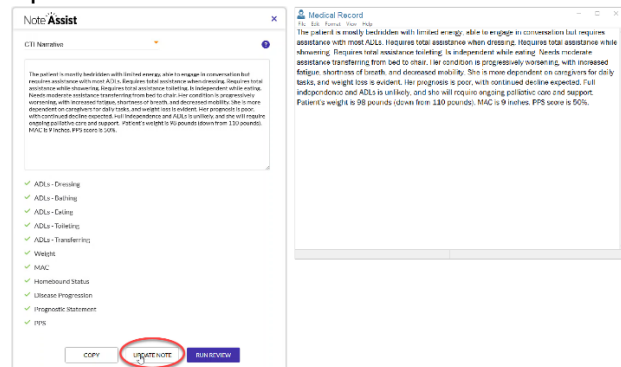 Note Assist
×
CTI Narrative
?
The patient is mostly bedridden with limited energy, able to engage in conversation but
requires assistance with most ADLs. Requires total assistance when dressing, Requires total
assistance while showering, Requires total assistance toileting, Is independent while eating.
Needs moderate assistance transferring from bed to chair. Her condition is progressively
worsening, with increased fatigue, shortness of breath, and decreased mobility. She is more
dependent on caregivers for daily tasks, and weight loss is evident. Her prognosis is poor,
with continued decline expected. Full independence and ADLs is unlikely, and she will require
ongoing palliative care and support. Patient's weight is 98 pounds (down from 110 pounds).
MAC is 9 inches. PPS score is 50%.
ADLs - Dressing
ADLs - Bathing
ADLs - Eating
ADLs - Toileting
ADLs - Transferring
Weight
MAC
Homebound Status
Disease Progression
Prognostic Statement
PPS
COPY UPDATE NOTE RUN REVIEW
Medical Record
File Edit Format View Help
The patient is mostly bedridden with limited energy, able to engage in conversation but requires
assistance with most ADLs. Requires total assistance when dressing, Requires total assistance while
showering, Requires total assistance toileting, Is independent while eating. Needs moderate
assistance transferring from bed to chair. Her condition is progressively worsening, with increased
fatigue, shortness of breath, and decreased mobility. She is more dependent on caregivers for daily
tasks, and weight loss is evident. Her prognosis is poor, with continued decline expected. Full
independence and ADLs is unlikely, and she will require ongoing palliative care and support.
Patient's weight is 98 pounds (down from 110 pounds). MAC is 9 inches. PPS score is 50%.